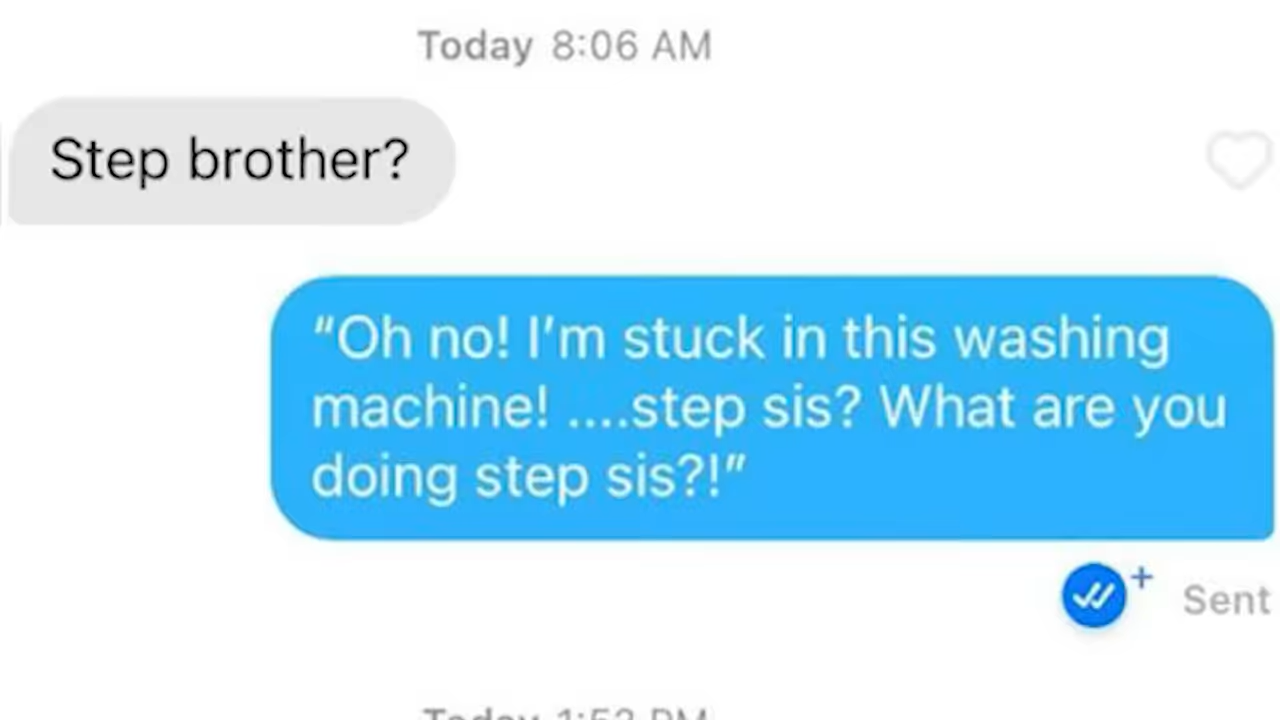 Today 8:06 AM
Step brother?
“Oh no! I’m stuck in this washing
machine! ....step sis? What are you
doing step sis?!”
Sent
Today 1:53 PM